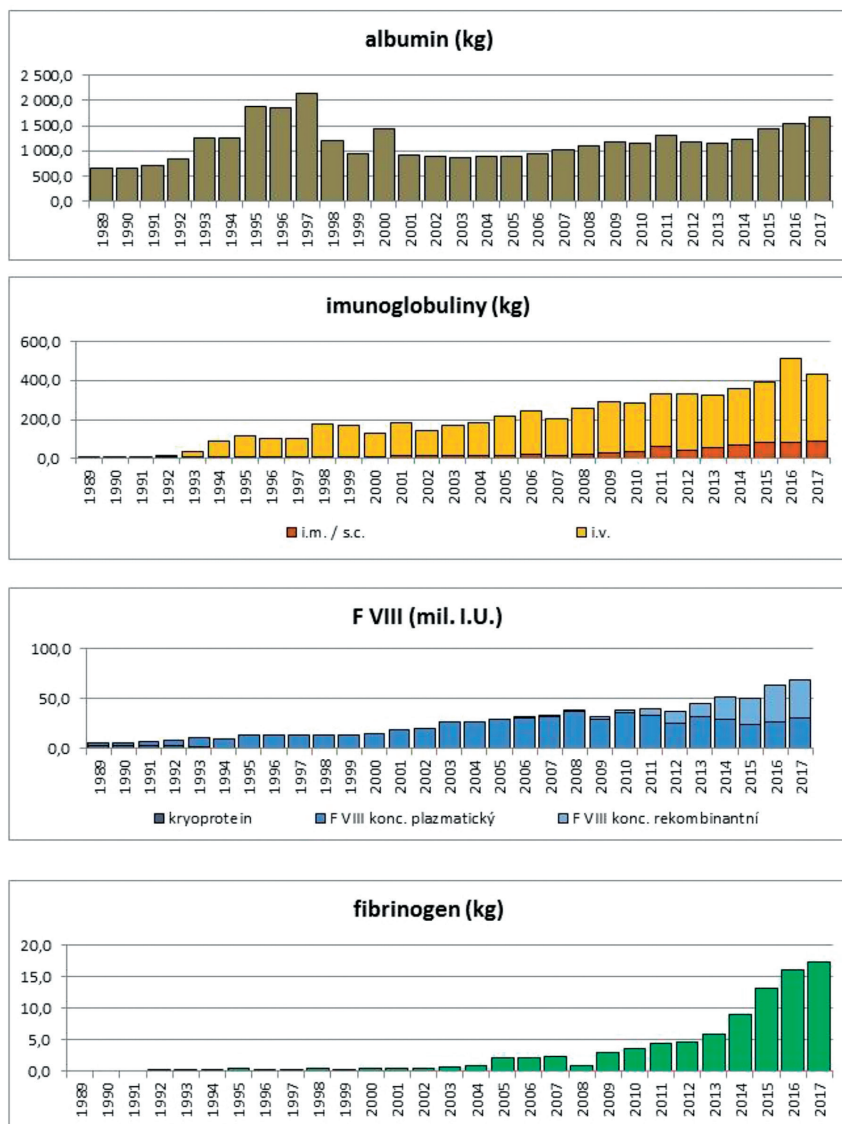 albumin (kg)
2 500,0
2 000,0
1 500,0
1 000,0
500,0
0,0
1989 1990 1991 1992 1993 1994 1995 1996 1997 1998 1999 2000 2001 2002 2003 2004 2005 2006 2007 2008 2009 2010 2011 2012 2013 2014 2015 2016 2017
imunoglobuliny (kg)
600,0
400,0
200,0
0,0
1989 1990 1991 1992 1993 1994 1995 1996 1997 1998 1999 2000 2001 2002 2003 2004 2005 2006 2007 2008 2009 2010 2011 2012 2013 2014 2015 2016 2017
i.m. / s.c. i.v.
F VIII (mil. I.U.)
100,0
50,0
0,0
1989 1990 1991 1992 1993 1994 1995 1996 1997 1998 1999 2000 2001 2002 2003 2004 2005 2006 2007 2008 2009 2010 2011 2012 2013 2014 2015 2016 2017
kryoprotein F VIII konc. plazmatický F VIII konc. rekombinantní
fibrinogen (kg)
20,0
15,0
10,0
5,0
0,0
1989 1990 1991 1992 1993 1994 1995 1996 1997 1998 1999 2000 2001 2002 2003 2004 2005 2006 2007 2008 2009 2010 2011 2012 2013 2014 2015 2016 2017